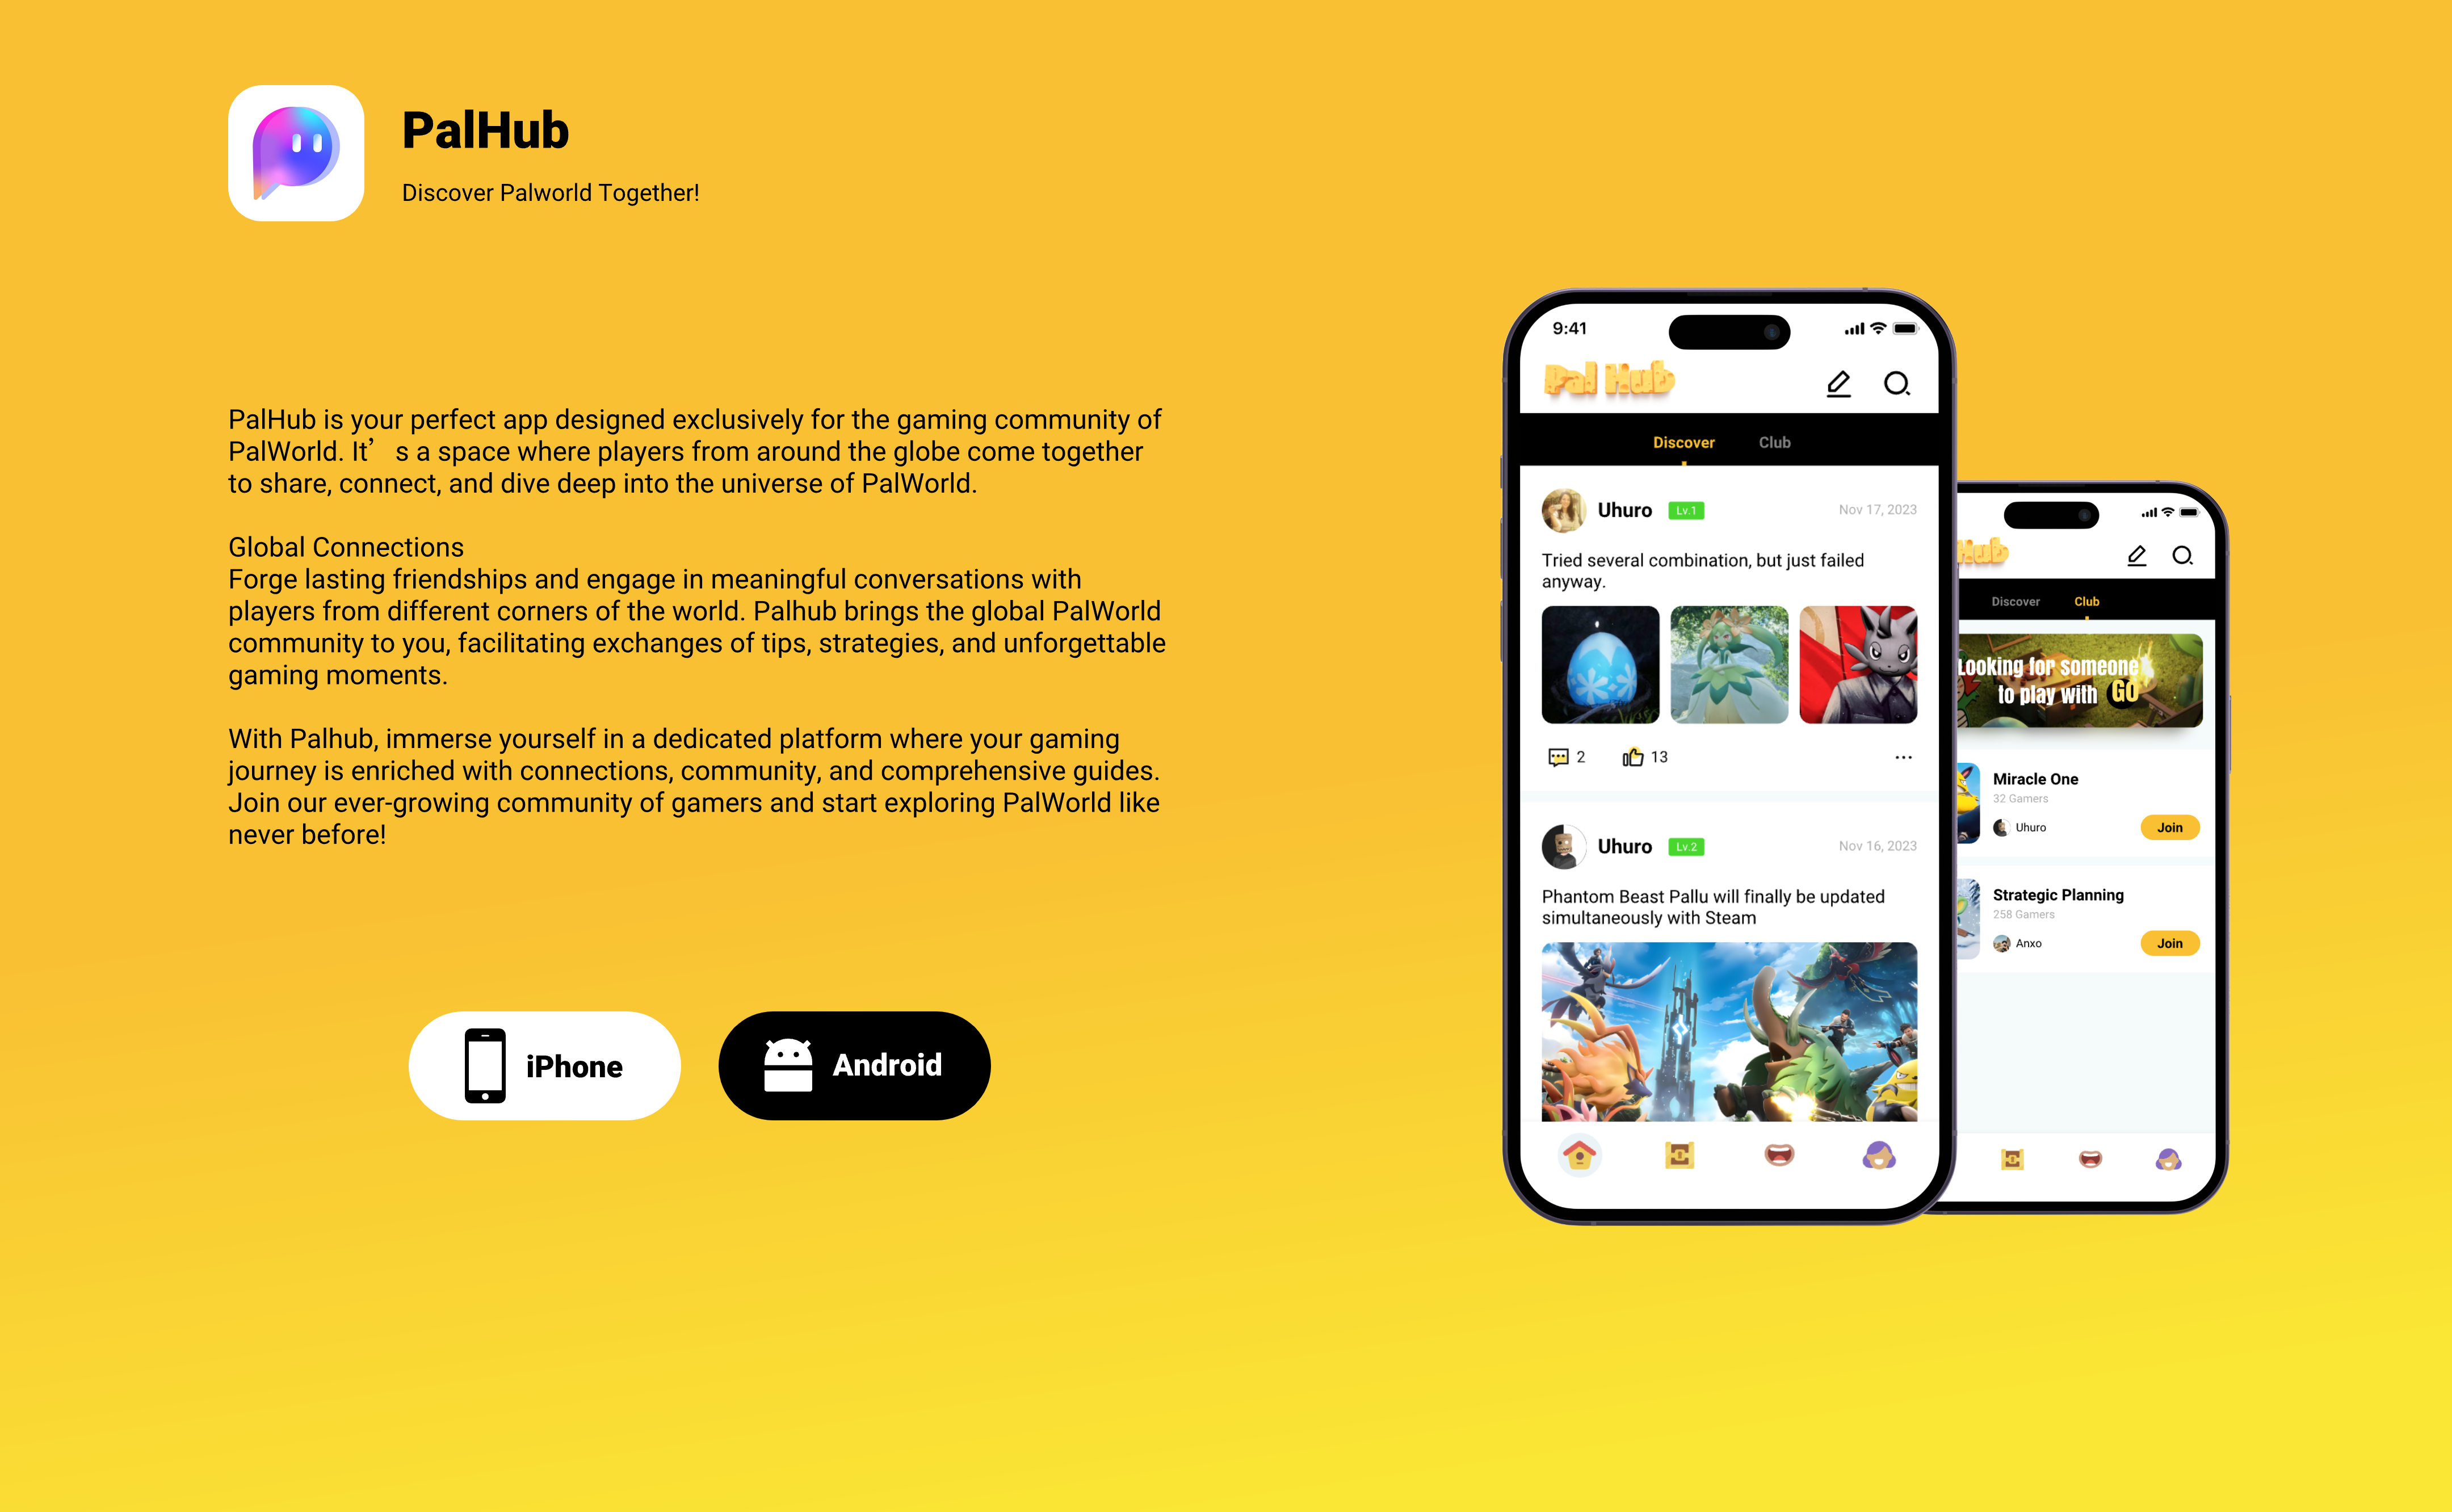 PalHub
Discover Palworld Together!
PalHub is your perfect app designed exclusively for the gaming community of
PalWorld. It’ s a space where players from around the globe come together
to share, connect, and dive deep into the universe of PalWorld.
Global Connections
Forge lasting friendships and engage in meaningful conversations with
players from different corners of the world. Palhub brings the global PalWorld
community to you, facilitating exchanges of tips, strategies, and unforgettable
gaming moments.
With Palhub, immerse yourself in a dedicated platform where your gaming
journey is enriched with connections, community, and comprehensive guides.
Join our ever-growing community of gamers and start exploring PalWorld like
never before!
iPhone
Android
9:41
Pal Hub
Discover Club
Uhuro Lv.1 Nov 17, 2023
Tried several combination, but just failed
anyway.
2 13
Uhuro Lv.2 Nov 16, 2023
Phantom Beast Pallu will finally be updated
simultaneously with Steam
Hub
Discover Club
Looking for someone
to play with GO
Miracle One
32 Gamers
Uhuro Join
Strategic Planning
258 Gamers
Anxo Join